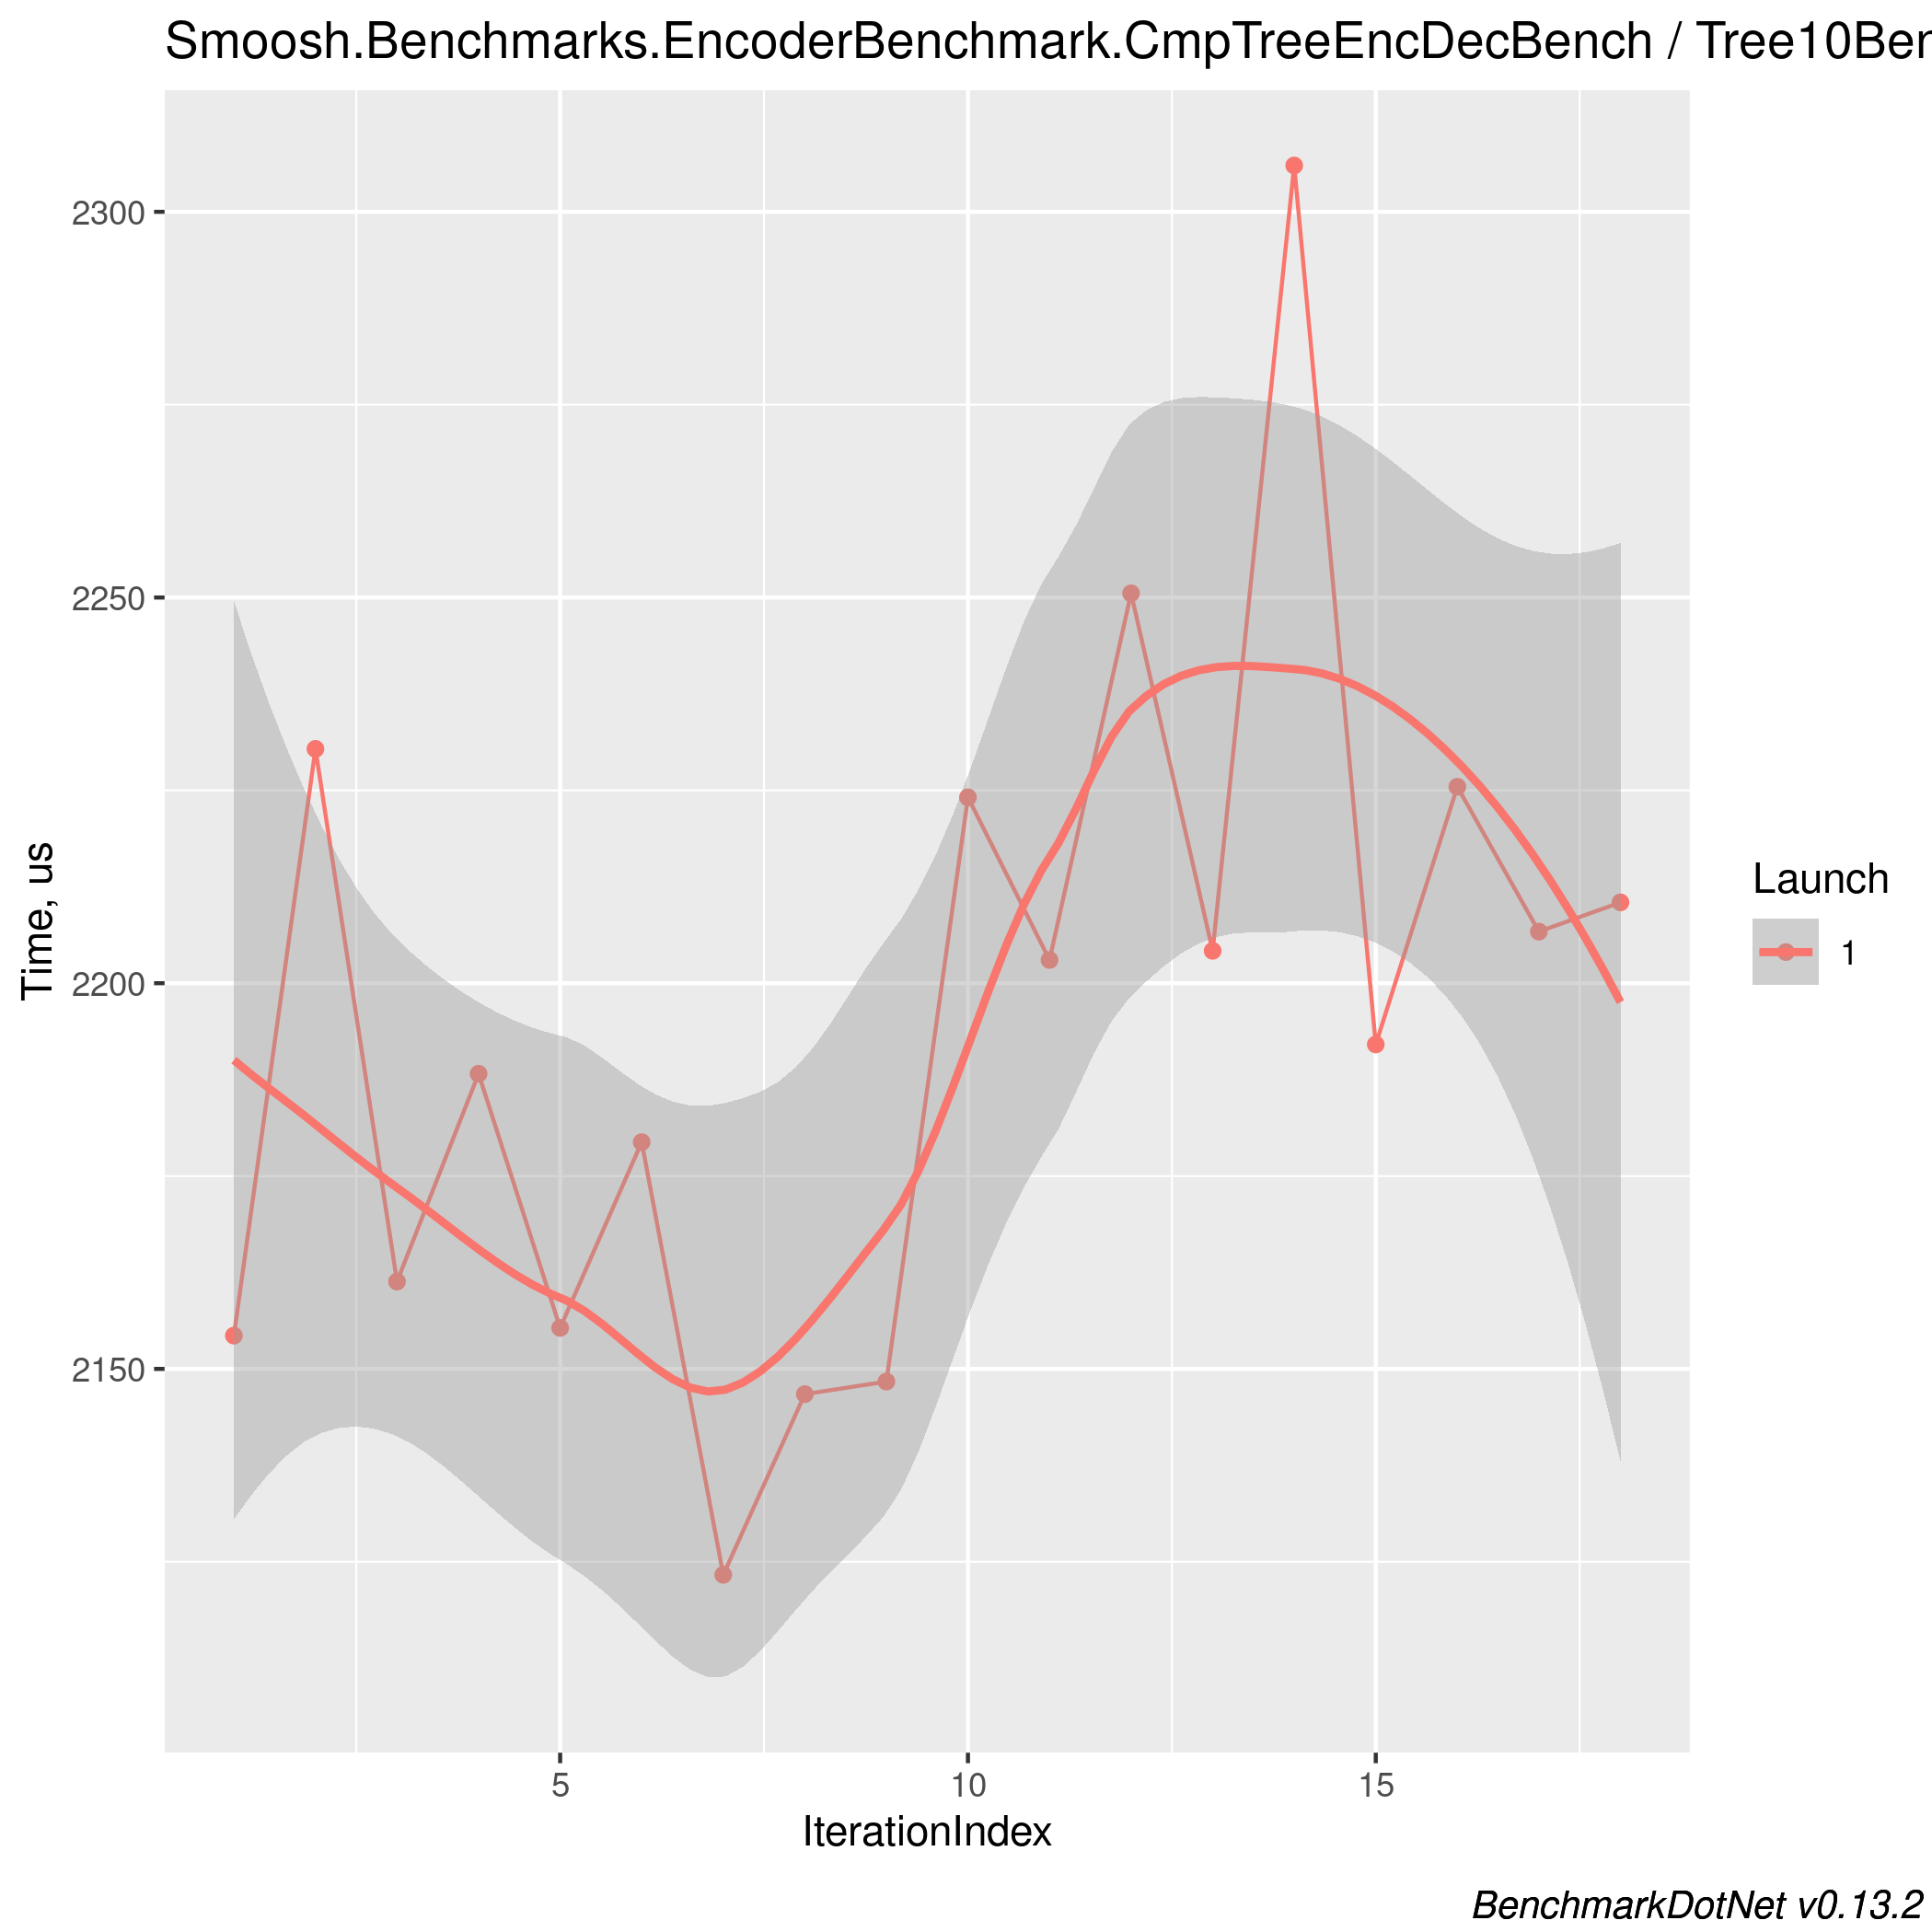 Smoosh.Benchmarks.EncoderBenchmark.CmpTreeEncDecBench / Tree10Ben
2300
2250
2200
2150
Time, us
5 10 15
IterationIndex
Launch
1
BenchmarkDotNet v0.13.2